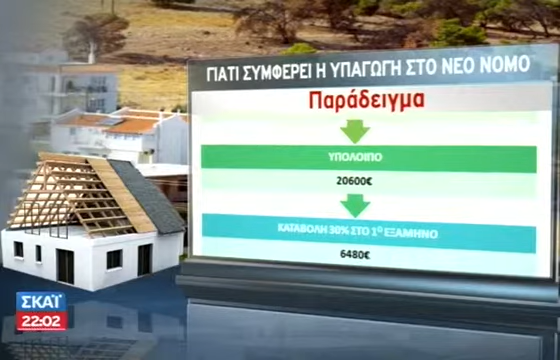 ΓΙΑΤΙ ΣΥΜΦΕΡΕΙ Η ΥΠΑΓΩΓΗ ΣΤΟ ΝΕΟ ΝΟΜΟ
Παράδειγμα
ΥΠΟΛΟΙΠΟ
20600€
ΚΑΤΑΒΟΛΗ 30% ΣΤΟ 1Ο ΕΞΑΜΗΝΟ
6480€
ΣΚΑΪ
22:02